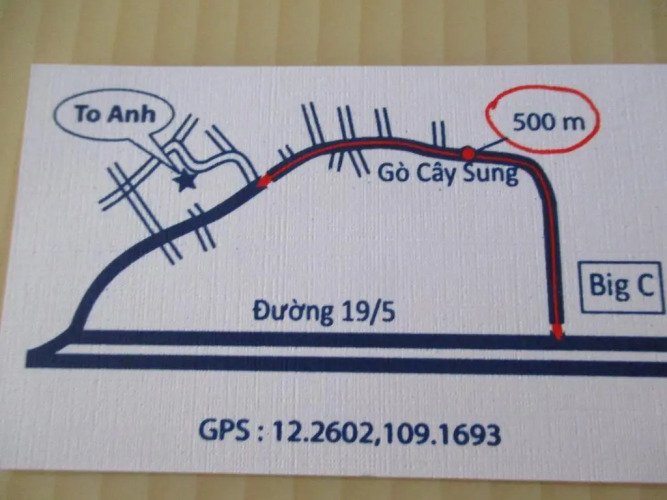 To Anh
500 m
Gò Cây Sung
Big C
Đường 19/5
GPS : 12.2602,109.1693